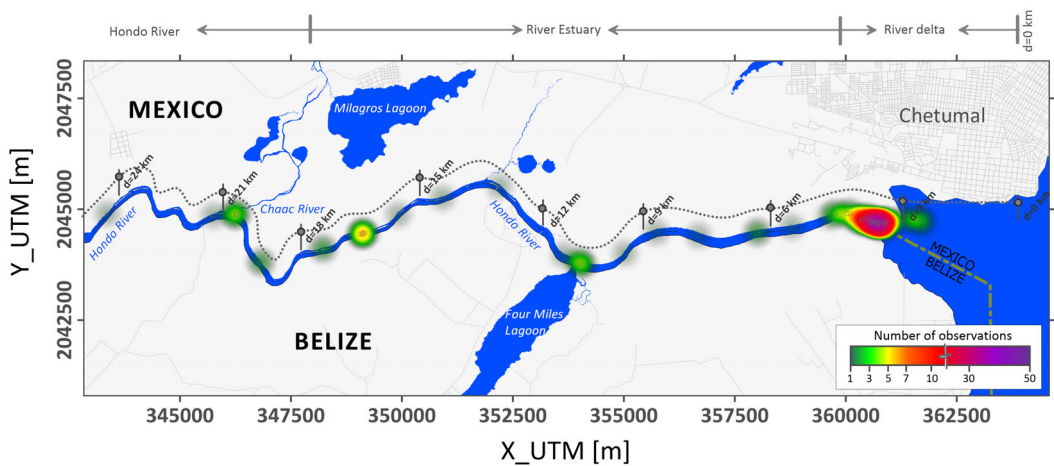 Hondo River
River Estuary
River delta
d=0 km
2047500
2045000
2042500
Y_UTM [m]
MEXICO
Milagros Lagoon
Chetumal
d=24 km
d=21 km
d=18 km
d=15 km
d=12 km
d=9 km
d=6 km
d=0 km
Hondo River
Chaac River
Hondo River
MEXICO
BELIZE
Four Miles
Lagoon
BELIZE
Number of observations
1 3 5 7 10 30 50
345000 347500 350000 352500 355000 357500 360000 362500
X_UTM [m]